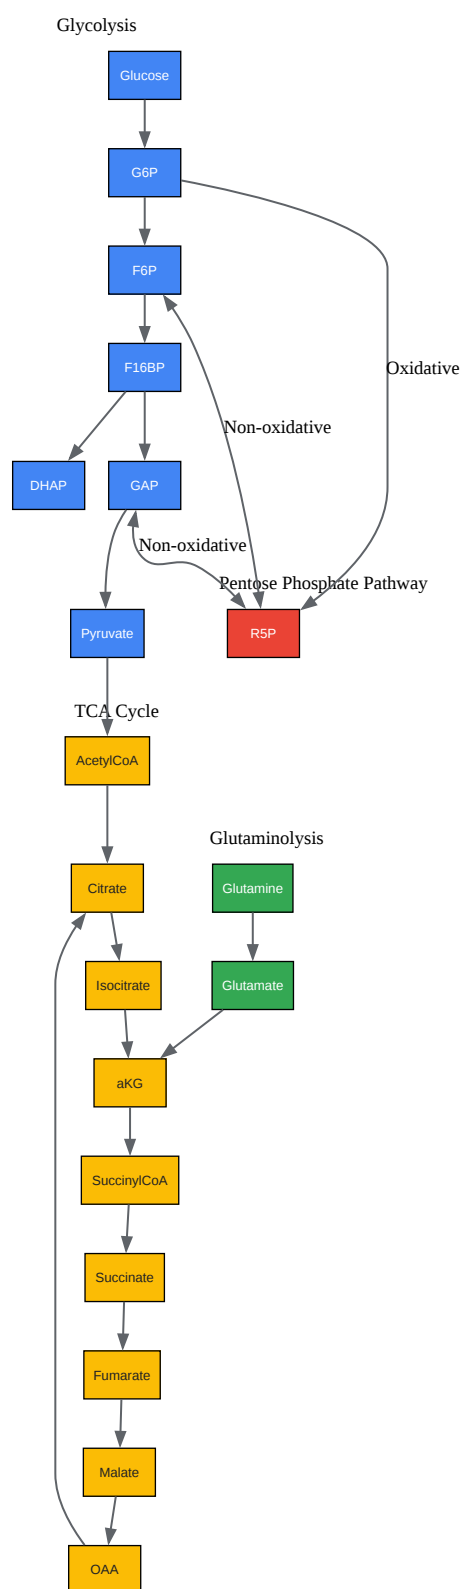 Glycolysis
Glucose
G6P
F6P
F16BP
Oxidative
Non-oxidative
DHAP
GAP
Non-oxidative
Pentose Phosphate Pathway
Pyruvate
R5P
TCA Cycle
AcetylCoA
Glutaminolysis
Citrate
Glutamine
Isocitrate
Glutamate
aKG
SuccinylCoA
Succinate
Fumarate
Malate
OAA